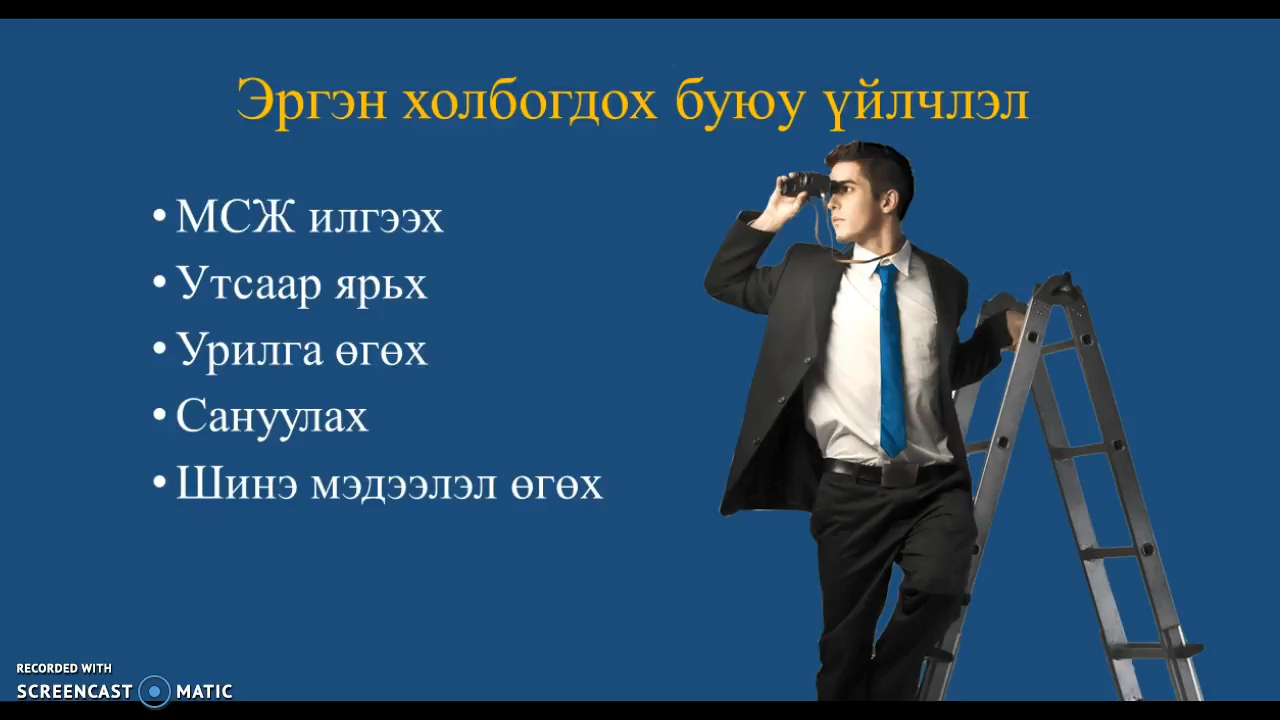 Эргэн холбогдох буюу үйлчлэл
• МСЖ илгээх
• Утсаар ярьх
• Урилга өгөх
• Сануулах
• Шинэ мэдээлэл өгөх
RECORDED WITH
SCREENCAST MATIC